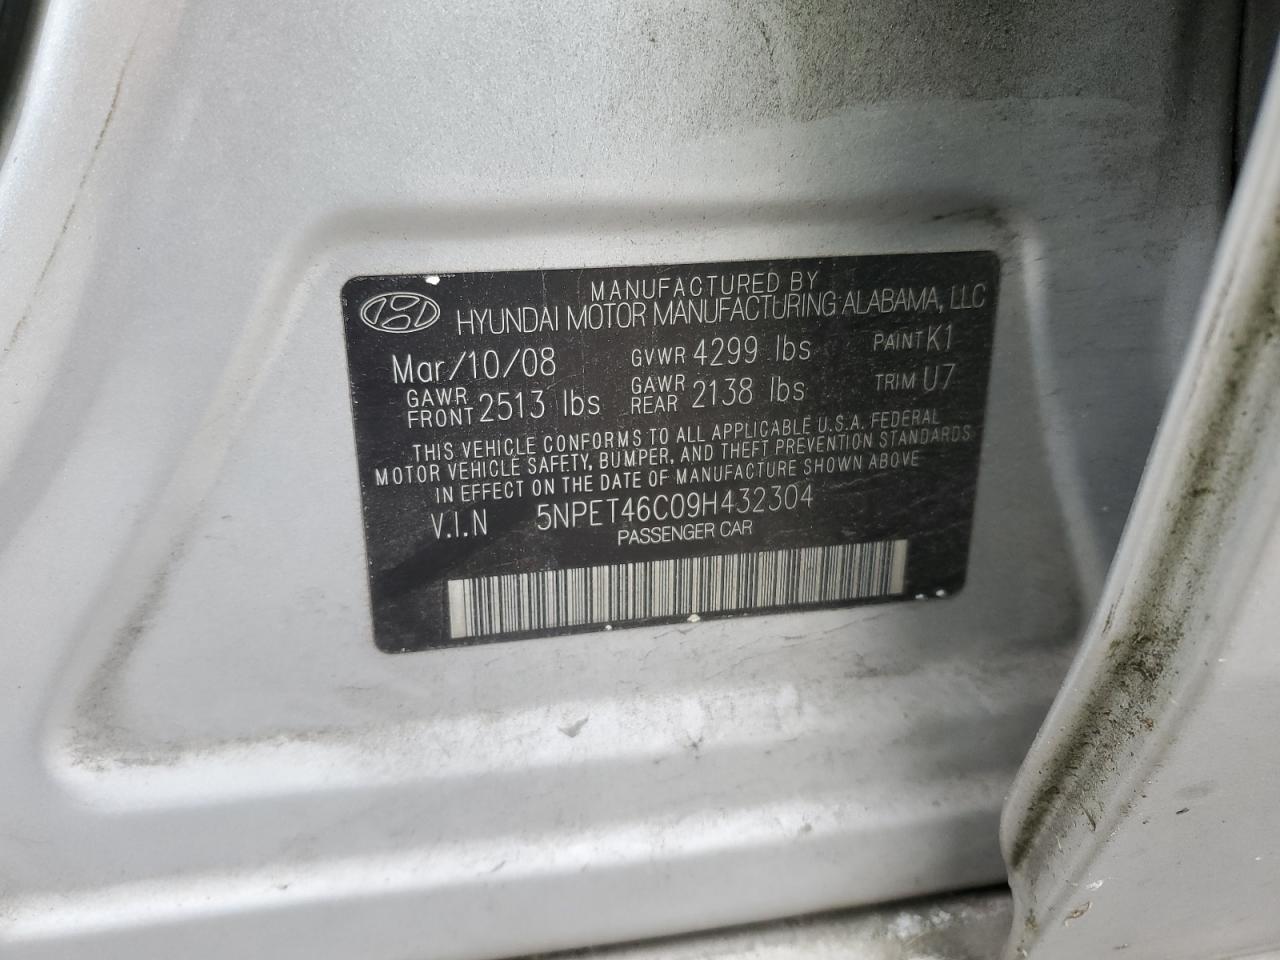 MANUFACTURED BY
HYUNDAI MOTOR MANUFACTURING ALABAMA, LLC
Mar/10/08 GVWR 4299 lbs PAINT K1
GAWR FRONT 2513 lbs GAWR REAR 2138 lbs TRIM U7
THIS VEHICLE CONFORMS TO ALL APPLICABLE U.S.A. FEDERAL
MOTOR VEHICLE SAFETY, BUMPER, AND THEFT PREVENTION STANDARDS
IN EFFECT ON THE DATE OF MANUFACTURE SHOWN ABOVE
V.I.N 5NPET46C09H432304
PASSENGER CAR